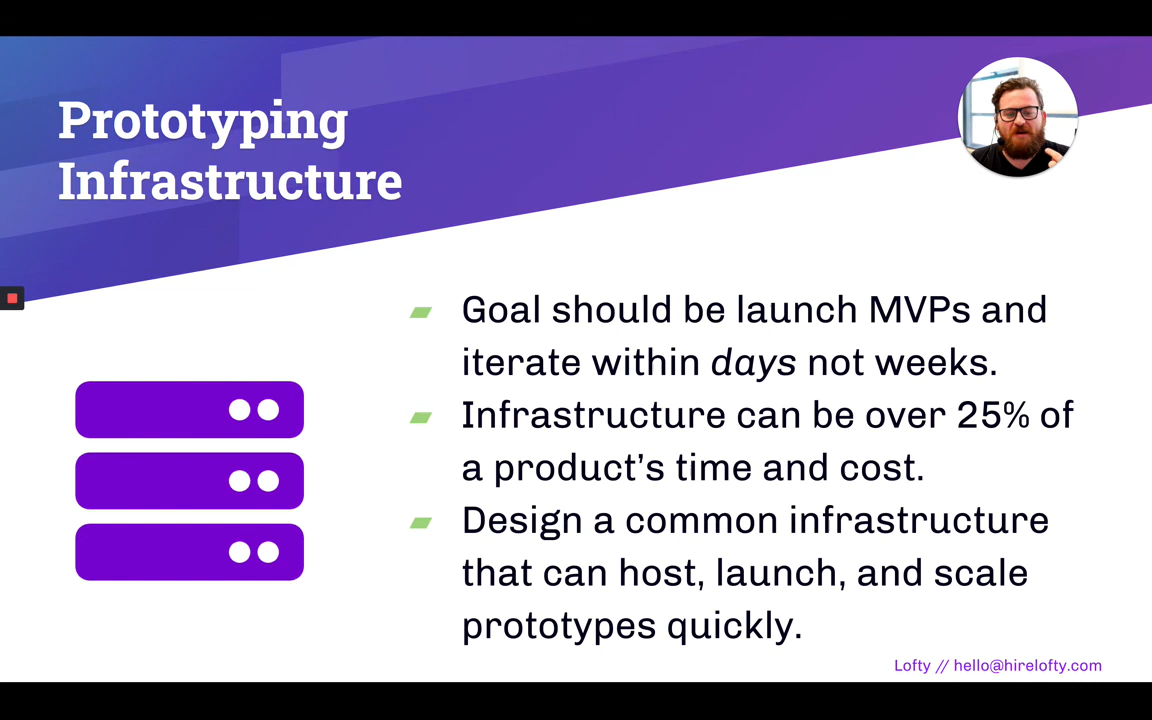 Prototyping
Infrastructure
Goal should be launch MVPs and
iterate within days not weeks.
Infrastructure can be over 25% of
a product’s time and cost.
Design a common infrastructure
that can host, launch, and scale
prototypes quickly.
Lofty // hello@hirelofty.com